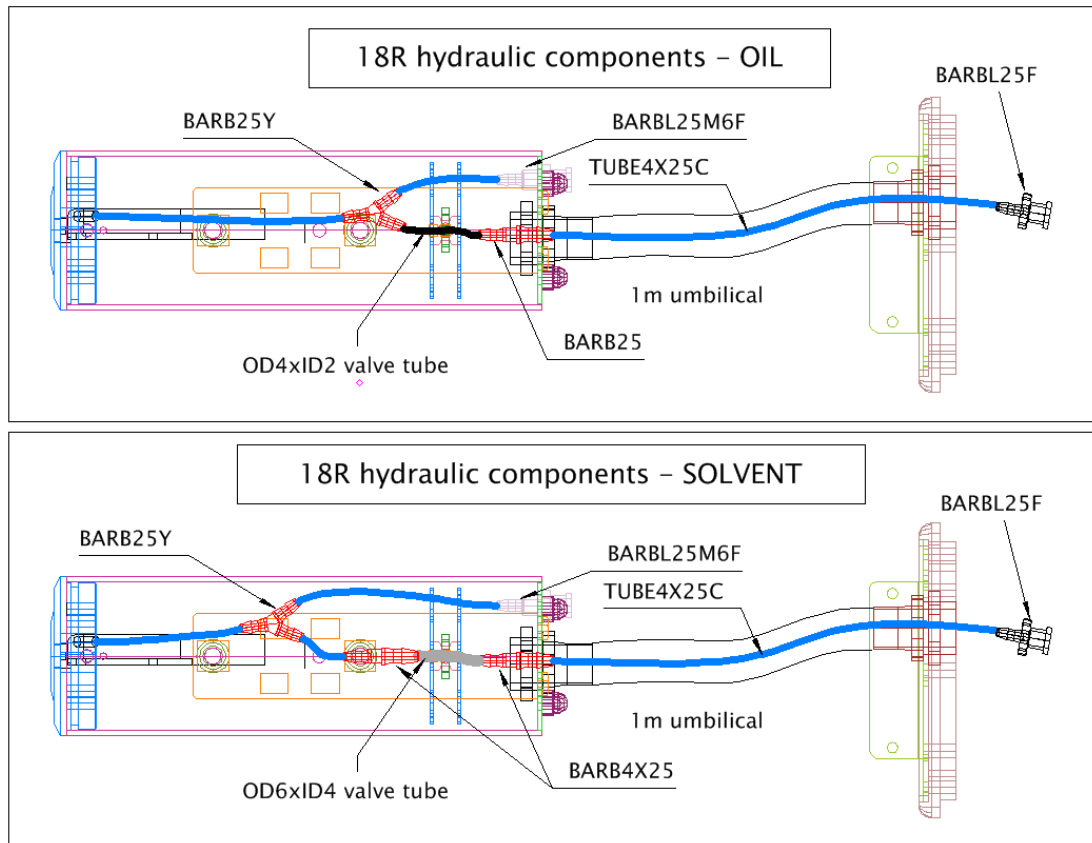 18R hydraulic components – OIL
BARBL25F
BARB25Y
BARBL25M6F
TUBE4X25C
1m umbilical
BARB25
OD4xID2 valve tube
18R hydraulic components – SOLVENT
BARBL25F
BARB25Y
BARBL25M6F
TUBE4X25C
1m umbilical
BARB4X25
OD6xID4 valve tube